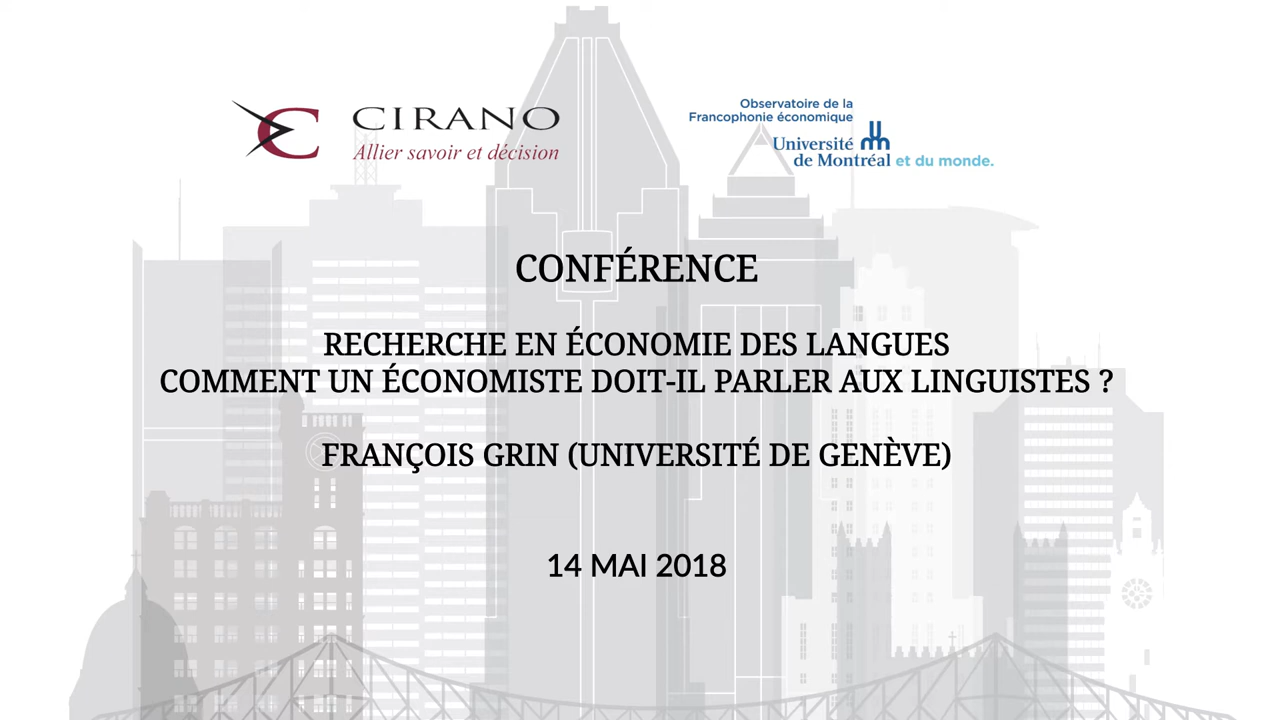 CIRANO
Allier savoir et décision
Observatoire de la
Francophonie économique
Université
de Montréal et du monde.
CONFÉRENCE
RECHERCHE EN ÉCONOMIE DES LANGUES
COMMENT UN ÉCONOMISTE DOIT-IL PARLER AUX LINGUISTES ?
FRANÇOIS GRIN (UNIVERSITÉ DE GENÈVE)
14 MAI 2018